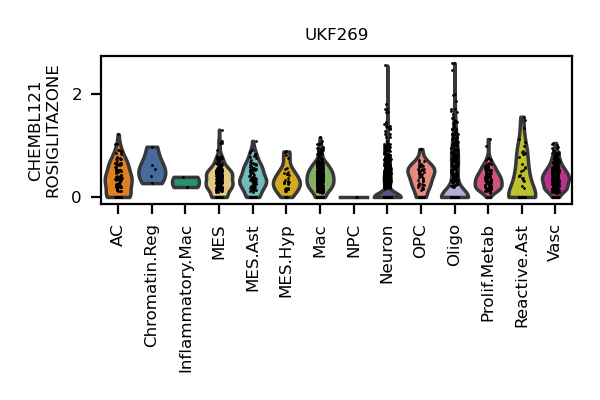 UKF269
CHEMBL121
ROSIGLITAZONE
2
0
AC
Chromatin.Reg
Inflammatory.Mac
MES
MES.Ast
MES.Hyp
Mac
NPC
Neuron
OPC
Oligo
Prolif.Metab
Reactive.Ast
Vasc